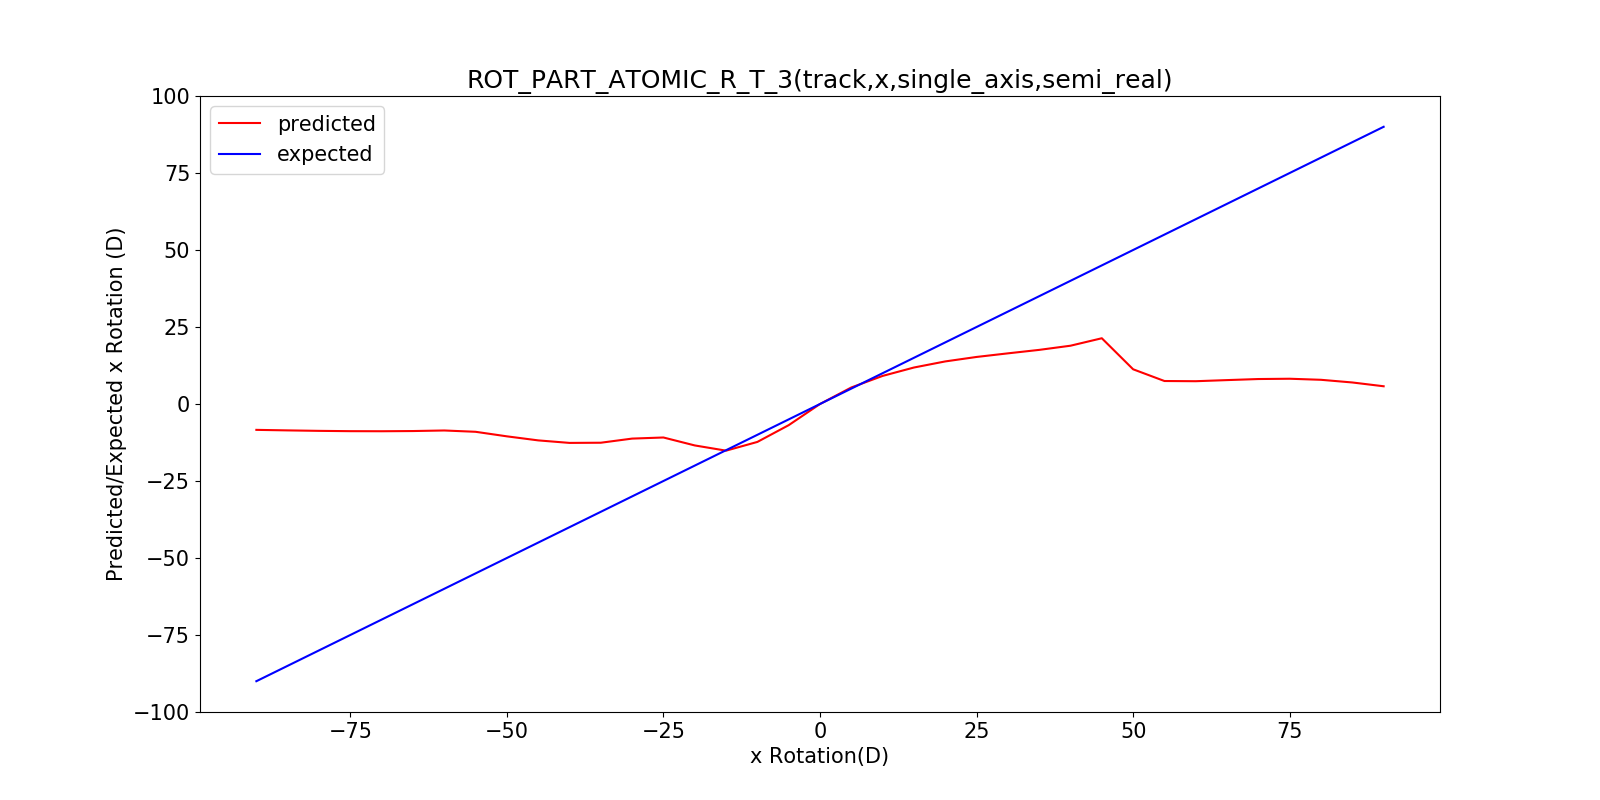 ROT_PART_ATOMIC_R_T_3(track,x,single_axis,semi_real)
predicted
expected
Predicted/Expected x Rotation (D)
100
75
50
25
0
−25
−50
−75
−100
−75 −50 −25 0 25 50 75
x Rotation(D)